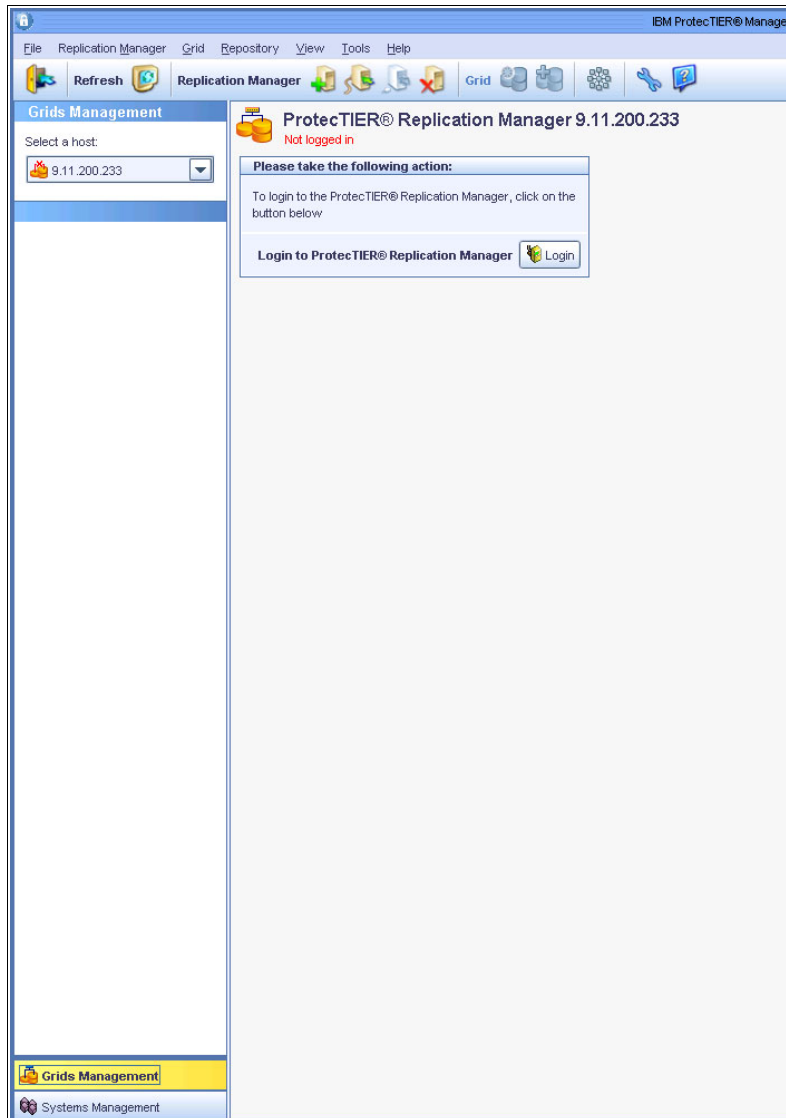 IBM ProtecTIER® Manage
File Replication Manager Grid Repository View Tools Help
Refresh Replication Manager Grid
Grids Management
Select a host:
9.11.200.233
ProtecTIER® Replication Manager 9.11.200.233
Not logged in
Please take the following action:
To login to the ProtecTIER® Replication Manager, click on the
button below
Login to ProtecTIER® Replication Manager Login
Grids Management
Systems Management